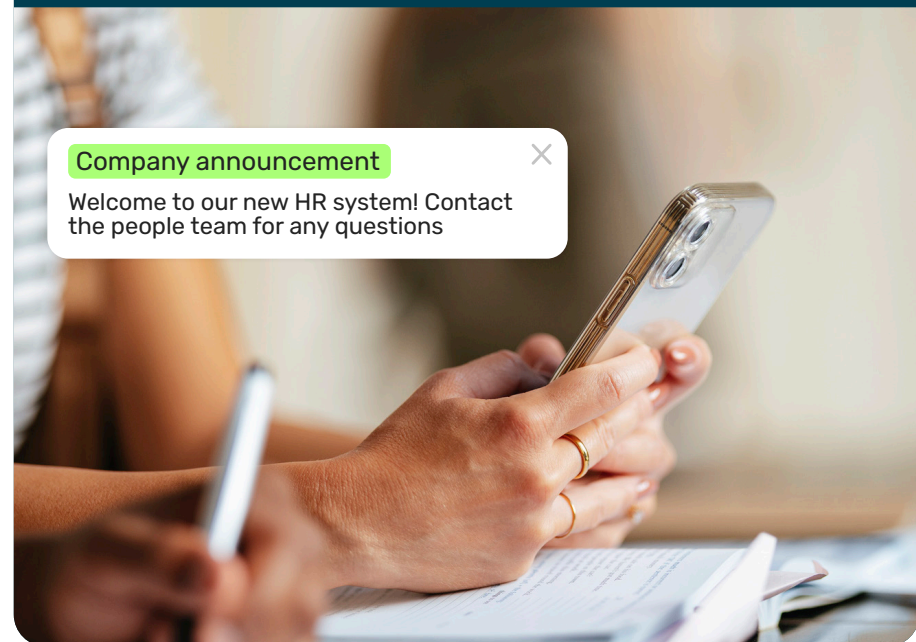 Company announcement
Welcome to our new HR system! Contact
the people team for any questions